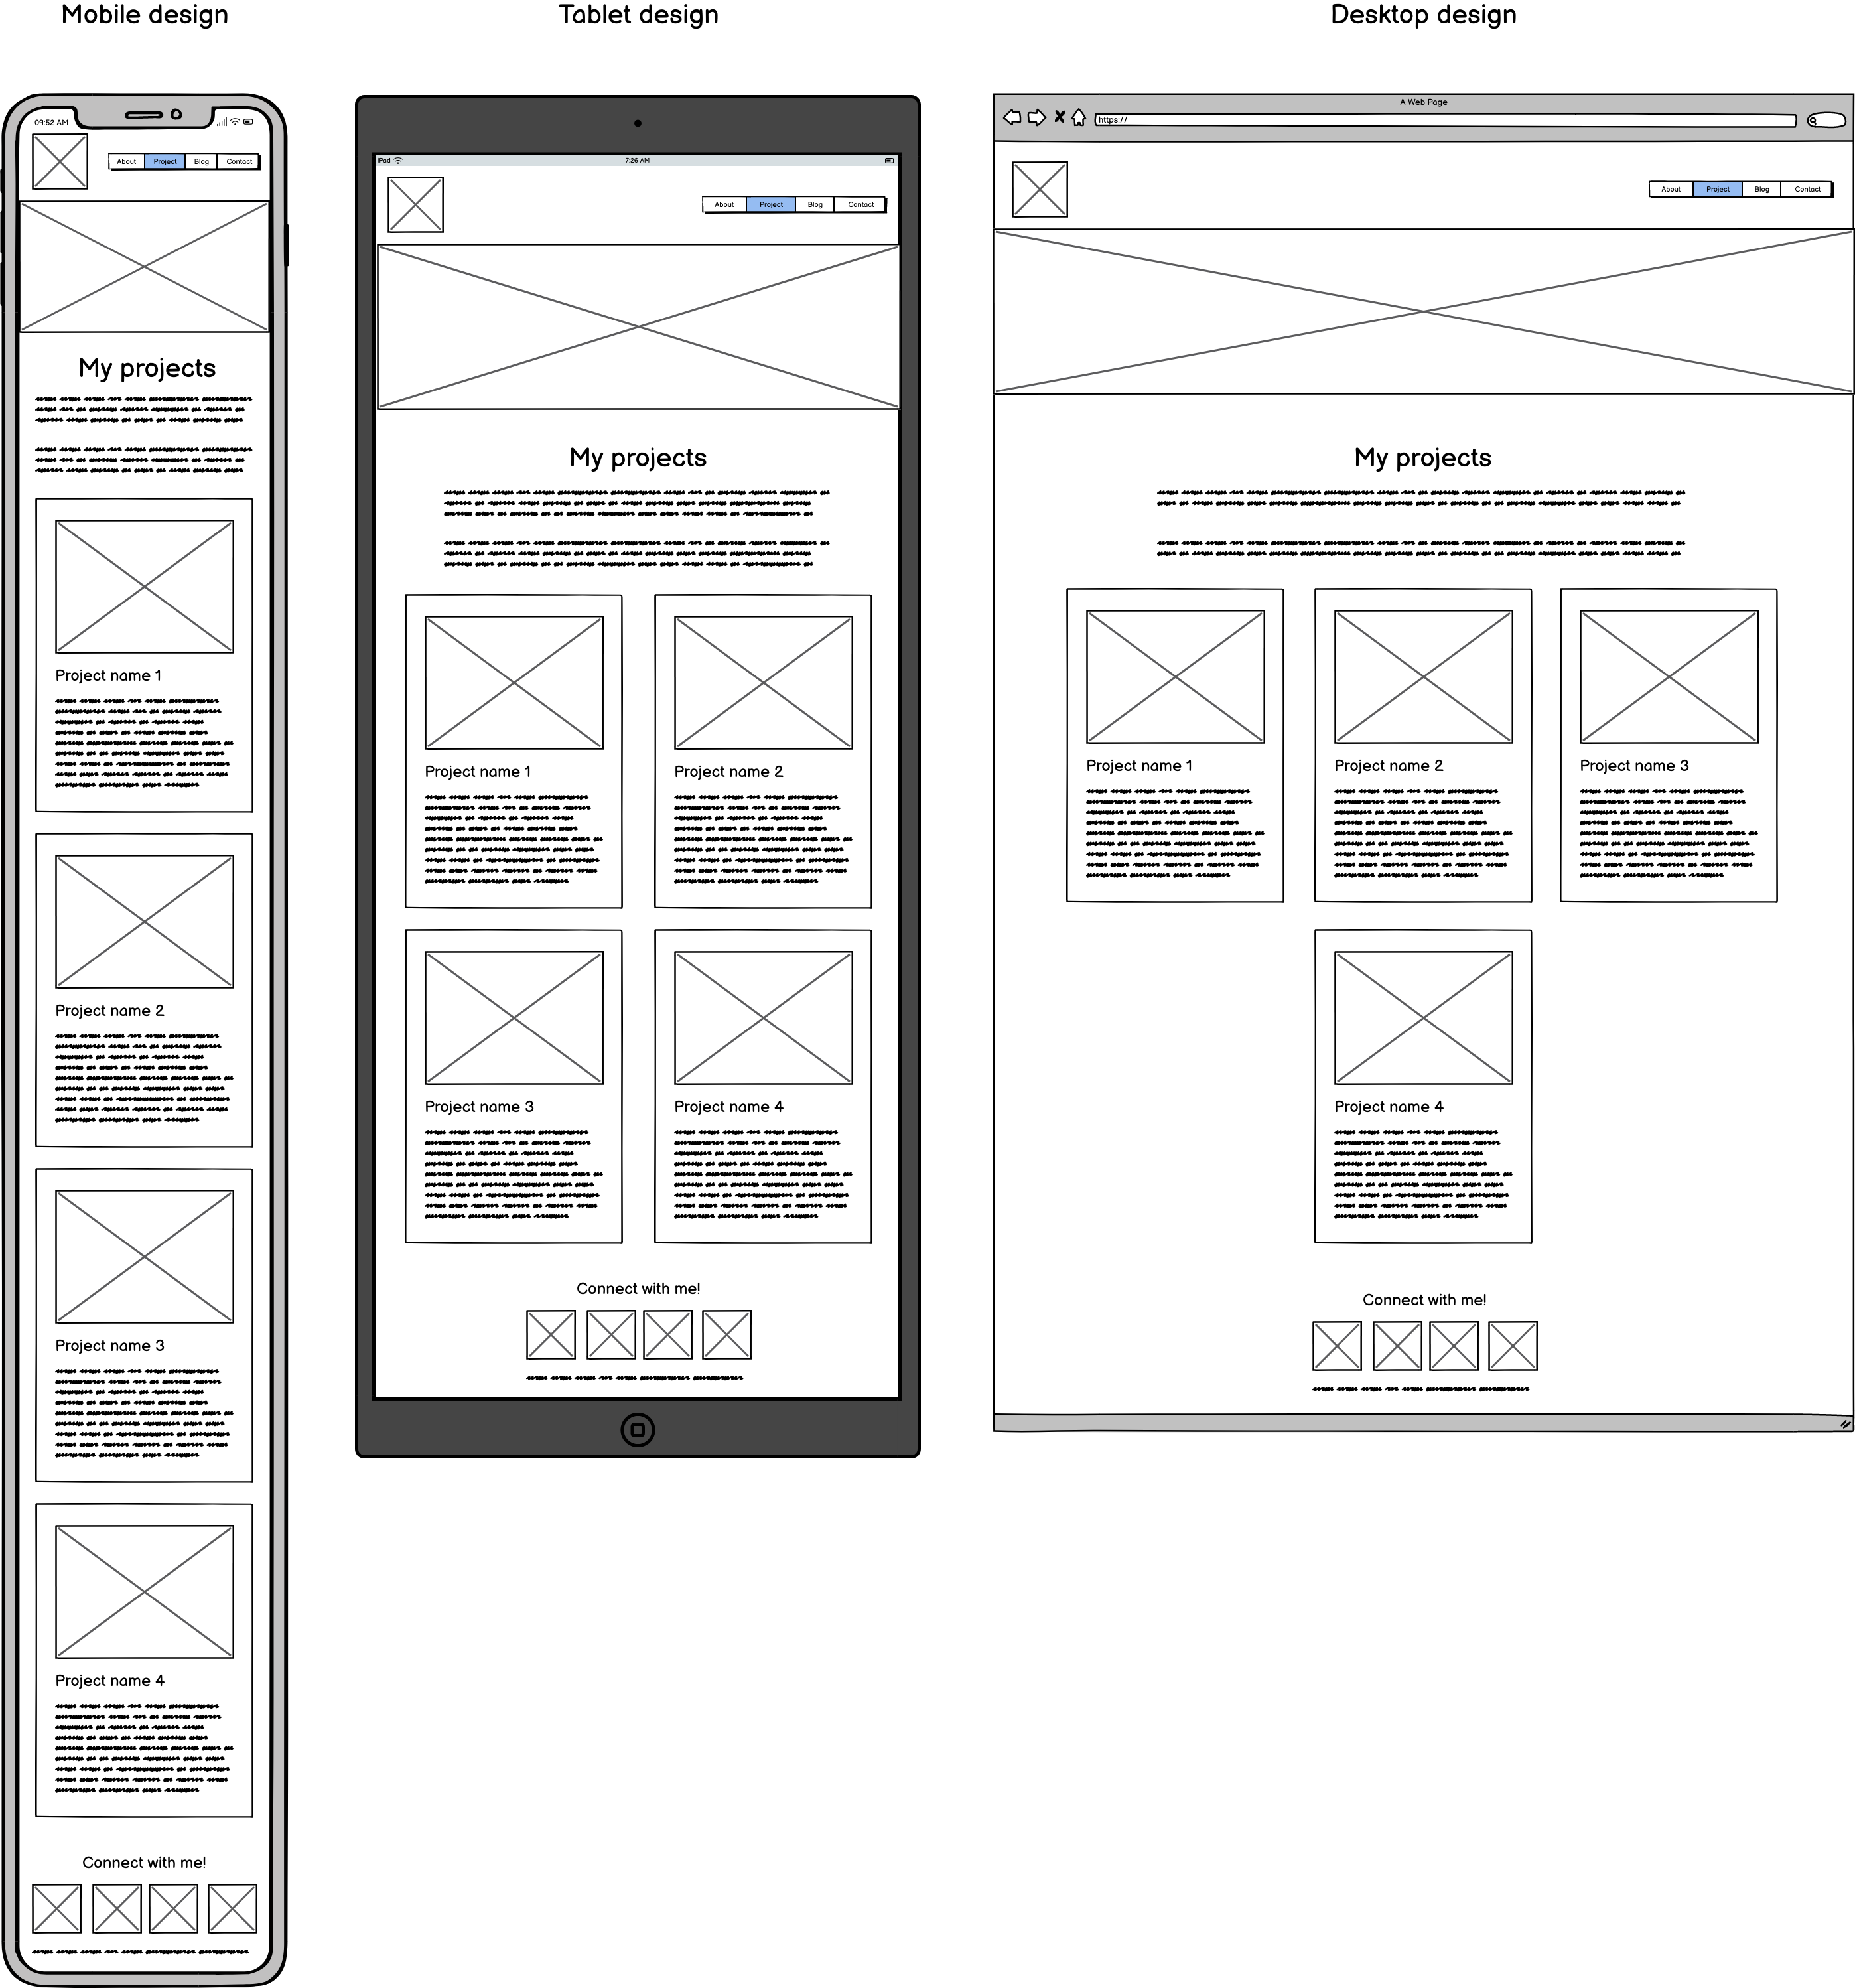 Mobile design
09:52 AM
About Project Blog Contact
My projects
Project name 1
Project name 2
Project name 3
Project name 4
Connect with me!
Tablet design
iPad 7:26 AM
About Project Blog Contact
My projects
Project name 1 Project name 2
Project name 3 Project name 4
Connect with me!
Desktop design
A Web Page
https://
About Project Blog Contact
My projects
Project name 1 Project name 2 Project name 3
Project name 4
Connect with me!